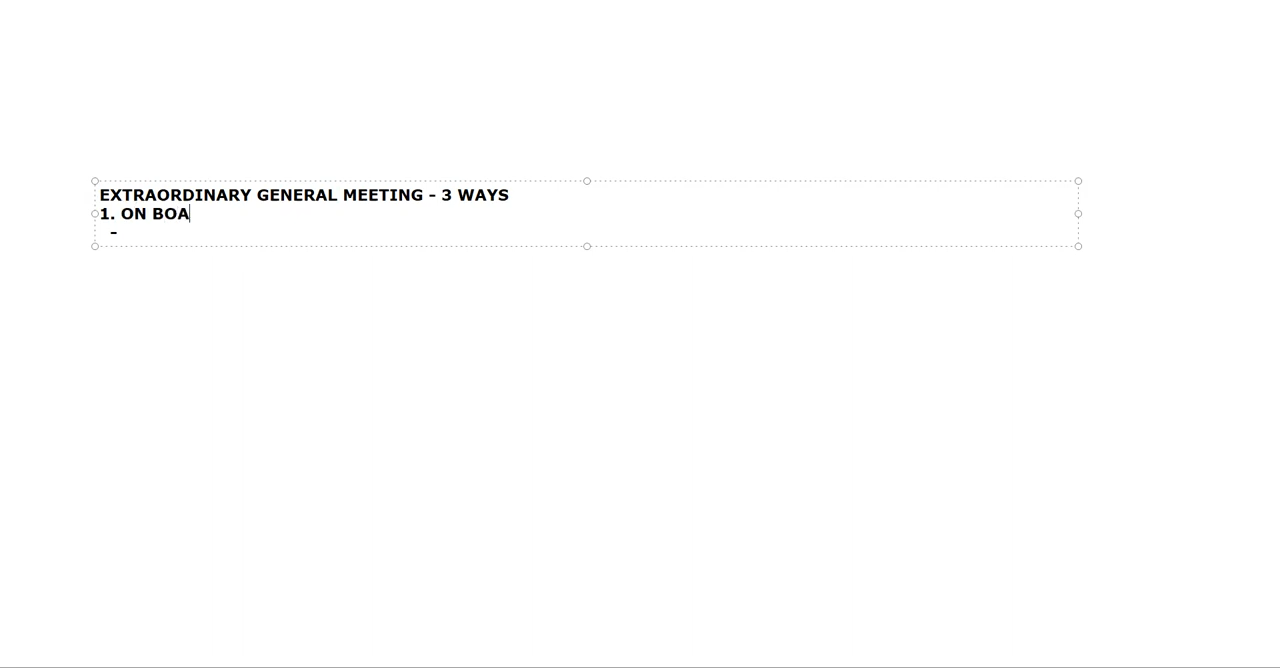 EXTRAORDINARY GENERAL MEETING – 3 WAYS
1. ON BOA
–